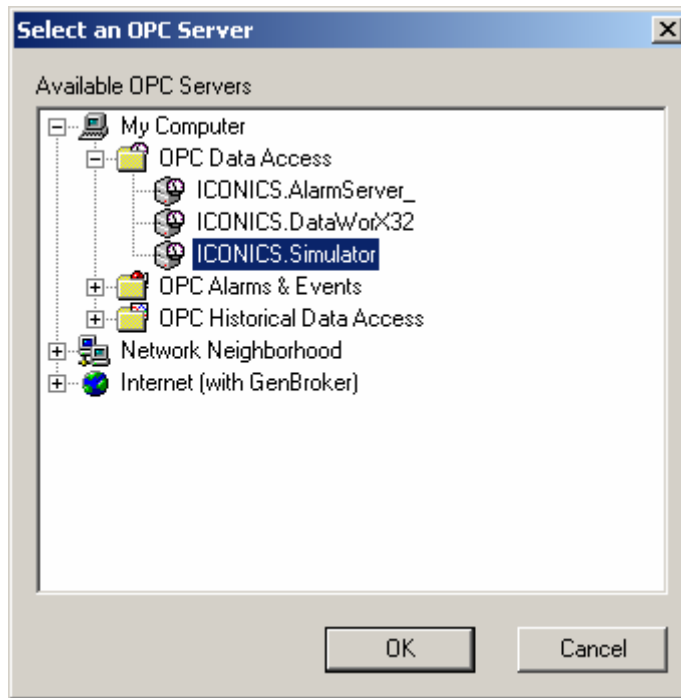 Select an OPC Server
Available OPC Servers
My Computer
OPC Data Access
ICONICS.AlarmServer_
ICONICS.DataWorX32
ICONICS.Simulator
OPC Alarms & Events
OPC Historical Data Access
Network Neighborhood
Internet (with GenBroker)
OK Cancel